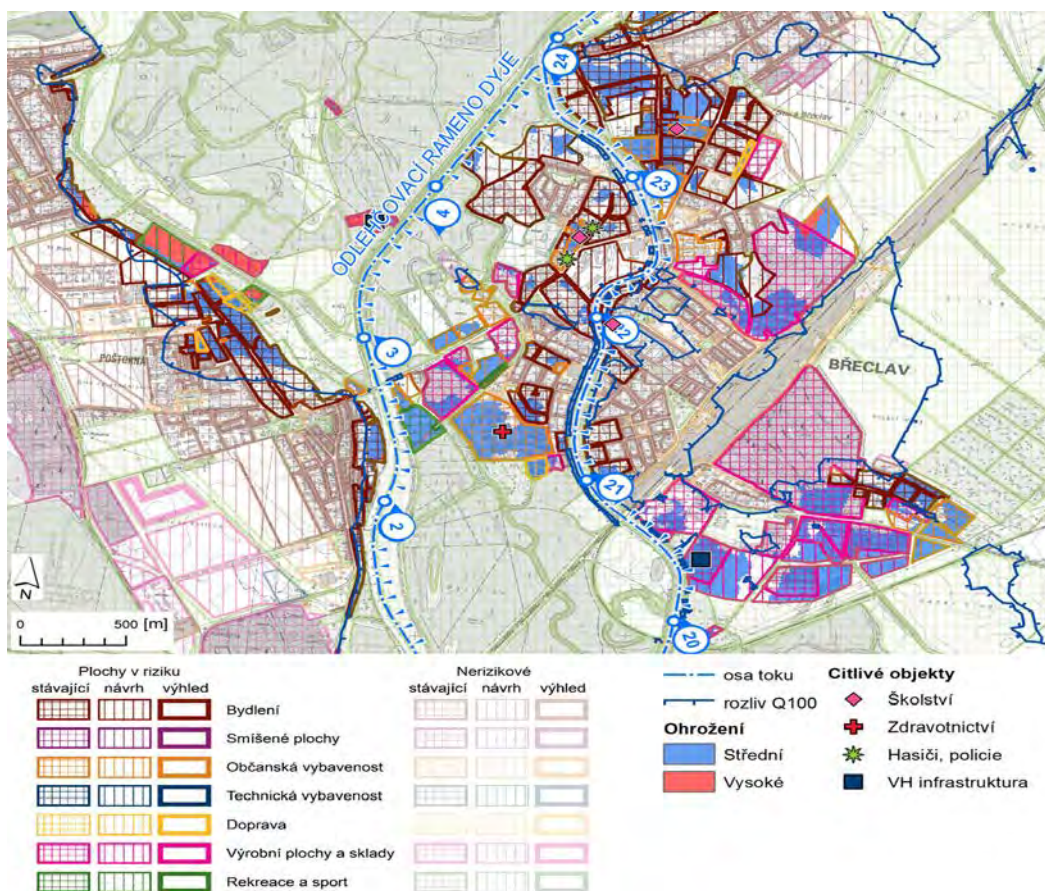 24
ODLEHČOVACÍ RAMENO DYJE
23
4
22
3
POŠTORNÁ
BŘECLAV
21
2
20
N
0 500 [m]
Plochy v riziku
stávající návrh výhled
Bydlení
Smíšené plochy
Občanská vybavenost
Technická vybavenost
Doprava
Výrobní plochy a sklady
Rekreace a sport
Nerizikové
stávající návrh výhled
osa toku
rozliv Q100
Ohrožení
Střední
Vysoké
Citlivé objekty
Školství
Zdravotnictví
Hasiči, policie
VH infrastruktura